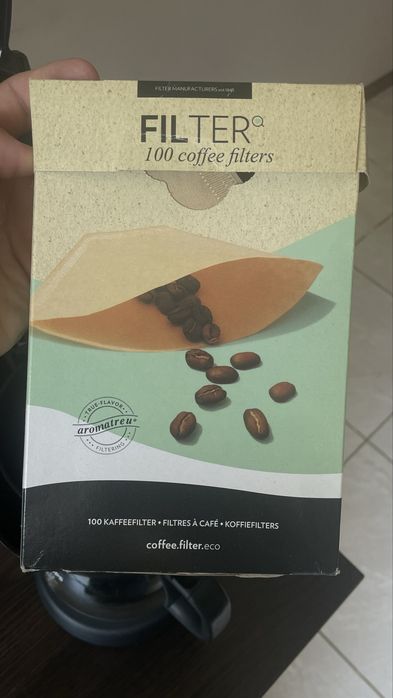 FILTER MANUFACTURERS est 1948
FILTER
100 coffee filters
TRUE-FLAVOR
aromatreu®
FILTERING
100 KAFFEEFILTER • FILTRES À CAFÉ • KOFFIEFILTERS
coffee.filter.eco